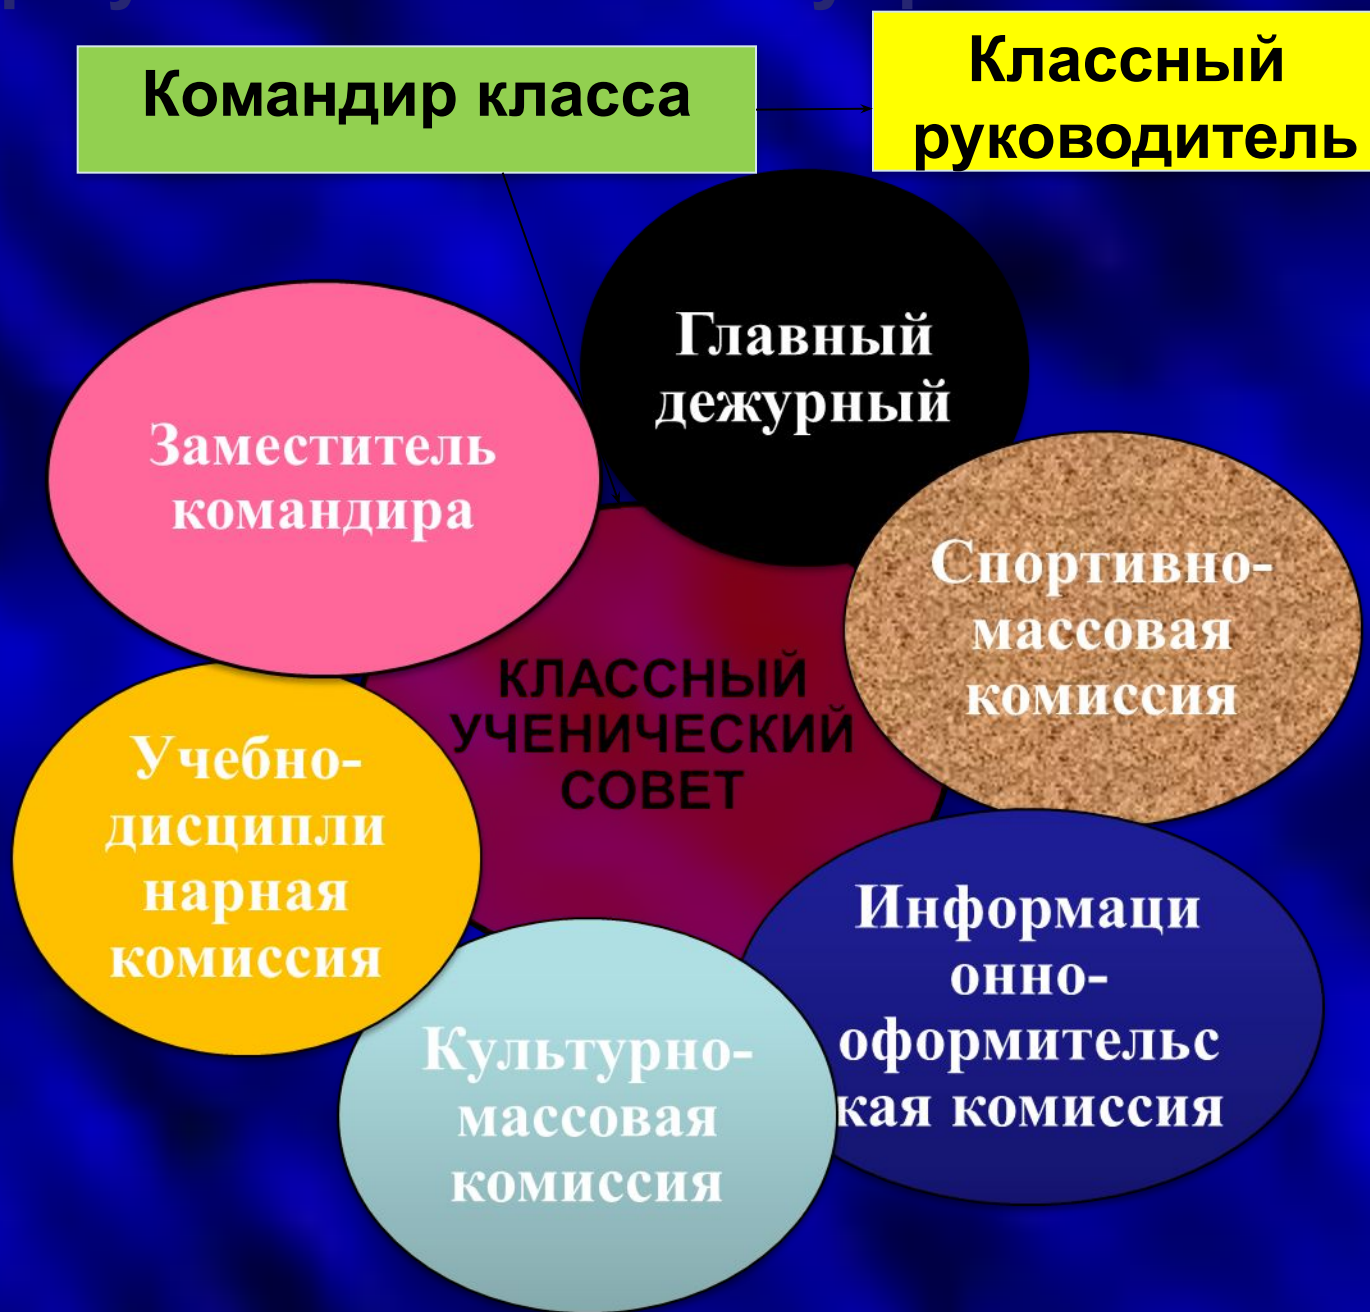 Командир класса
Классный
руководитель
Главный
дежурный
Заместитель
командира
Спортивно-
массовая
комиссия
КЛАССНЫЙ
УЧЕНИЧЕСКИЙ
СОВЕТ
Учебно-
дисципли
нарная
комиссия
Информаци
онно-
оформительс
кая комиссия
Культурно-
массовая
комиссия